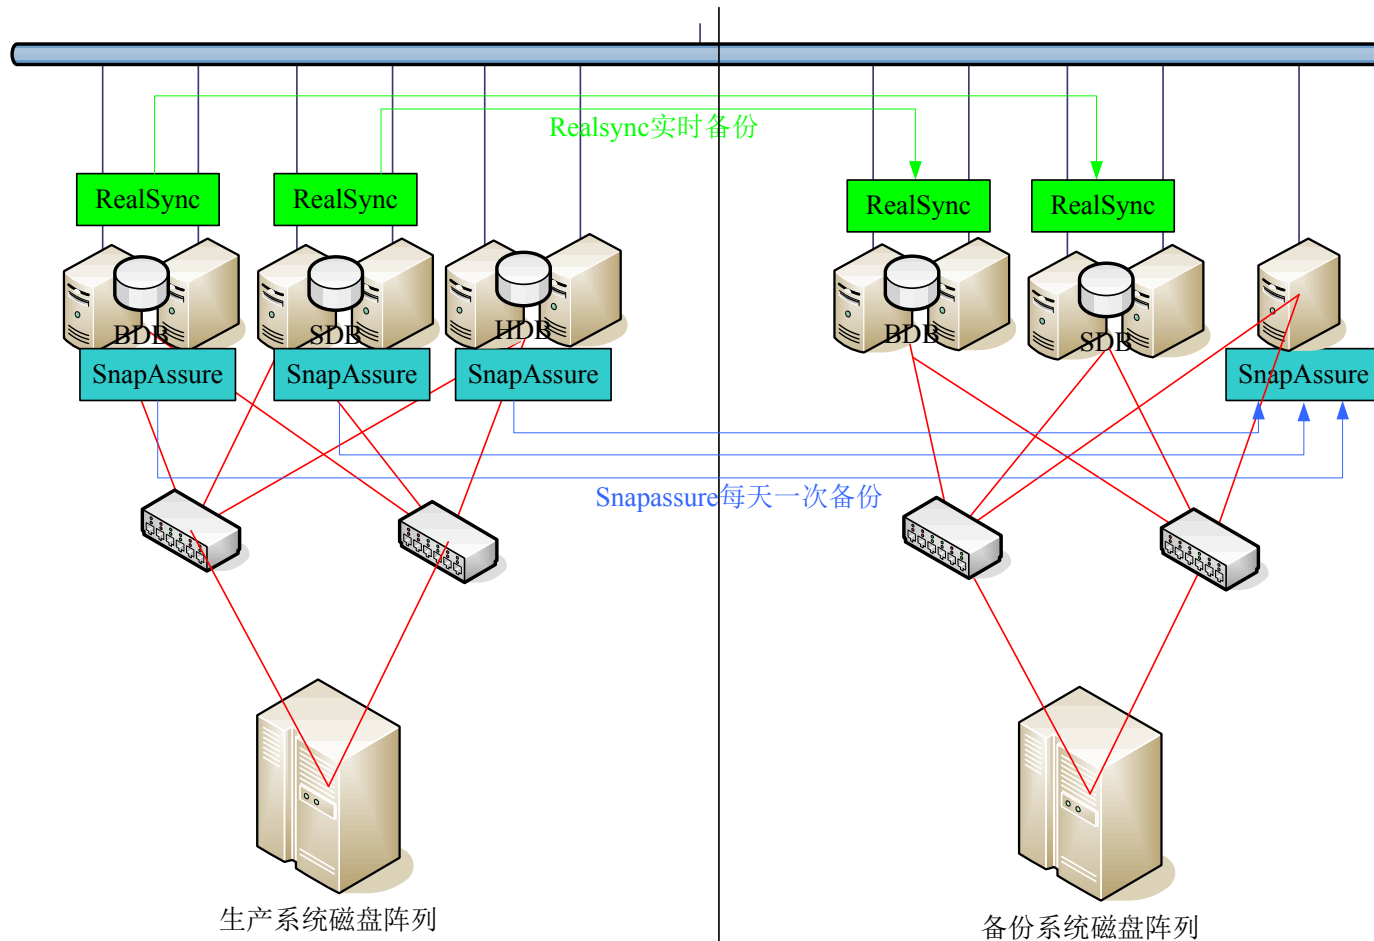 Realsync实时备份
RealSync
RealSync
RealSync
RealSync
BDB
SDB
HDB
BDB
SDB
SnapAssure
SnapAssure
SnapAssure
SnapAssure
Snapassure每天一次备份
生产系统磁盘阵列
备份系统磁盘阵列